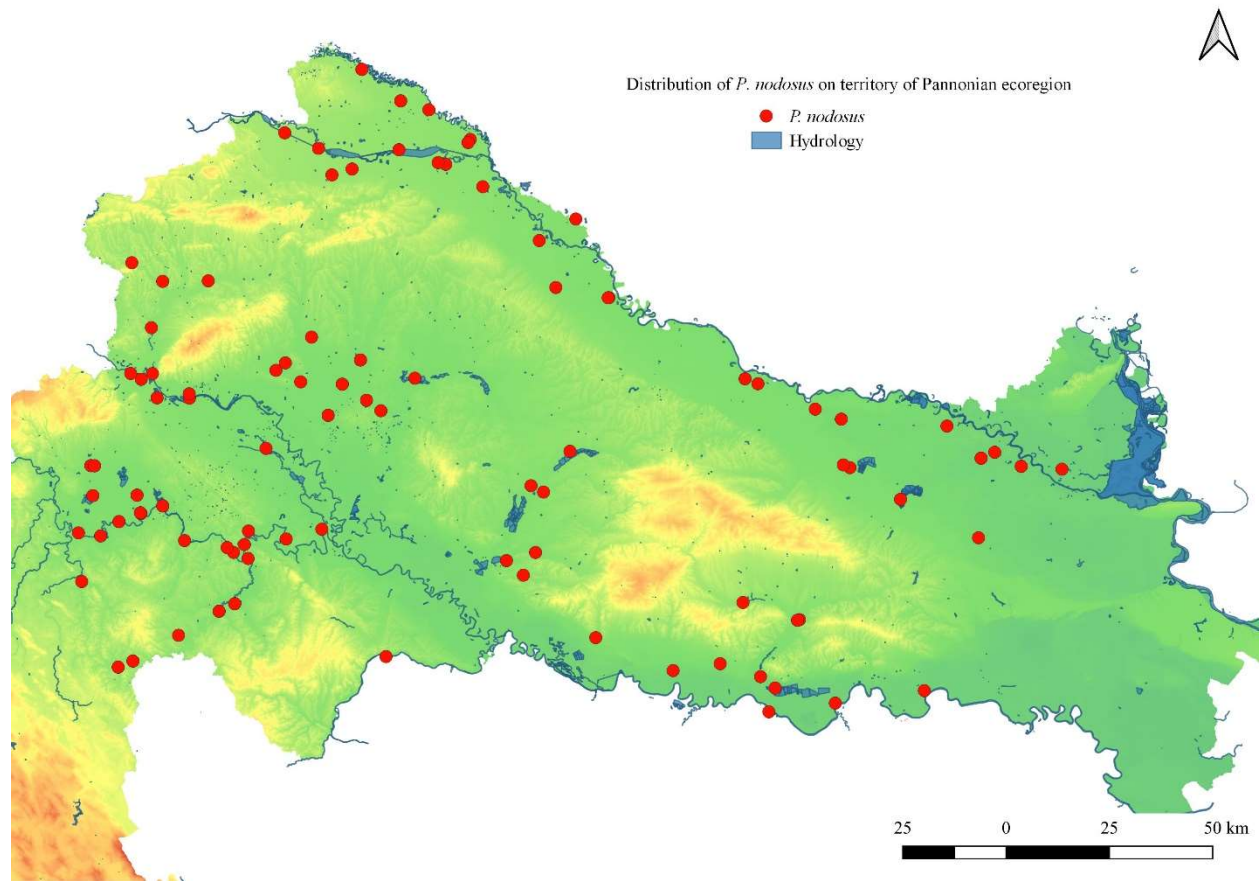 Distribution of P. nodosus on territory of Pannonian ecoregion
P. nodosus
Hydrology
25 0 25 50 km